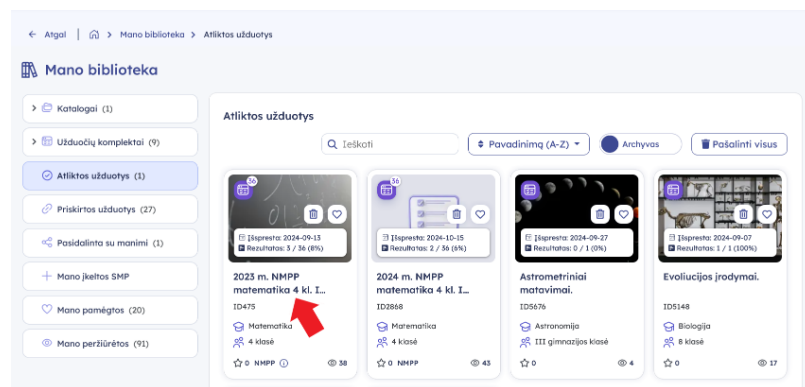 ← Atgal | > Mano biblioteka > Atliktos užduotys
Mano biblioteka
> Katalogai (1)
> Užduočių komplektai (9)
Atliktos užduotys (1)
Priskirtos užduotys (27)
Pasidalinta su manimi (1)
Mano įkeltos SMP
Mano pamėgtos (20)
Mano peržiūrėtos (91)
Atliktos užduotys
Ieškoti
Pavadinimą (A-Z)
Archyvas
Pašalinti visus
36
Įspręsta: 2024-09-13
Rezultatas: 3 / 36 (8%)
2023 m. NMPP
matematika 4 kl. I...
ID475
Matematika
4 klasė
0 NMPP 38
36
Įspręsta: 2024-10-15
Rezultatas: 2 / 36 (6%)
2024 m. NMPP
matematika 4 kl. I...
ID2868
Matematika
4 klasė
0 NMPP 43
Įspręsta: 2024-09-27
Rezultatas: 0 / 1 (0%)
Astrometriniai
matavimai.
ID5676
Astronomija
III gimnazijos klasė
0 4
Įspręsta: 2024-09-07
Rezultatas: 1 / 1 (100%)
Evoliucijos įrodymai.
ID5148
Biologija
8 klasė
0 17